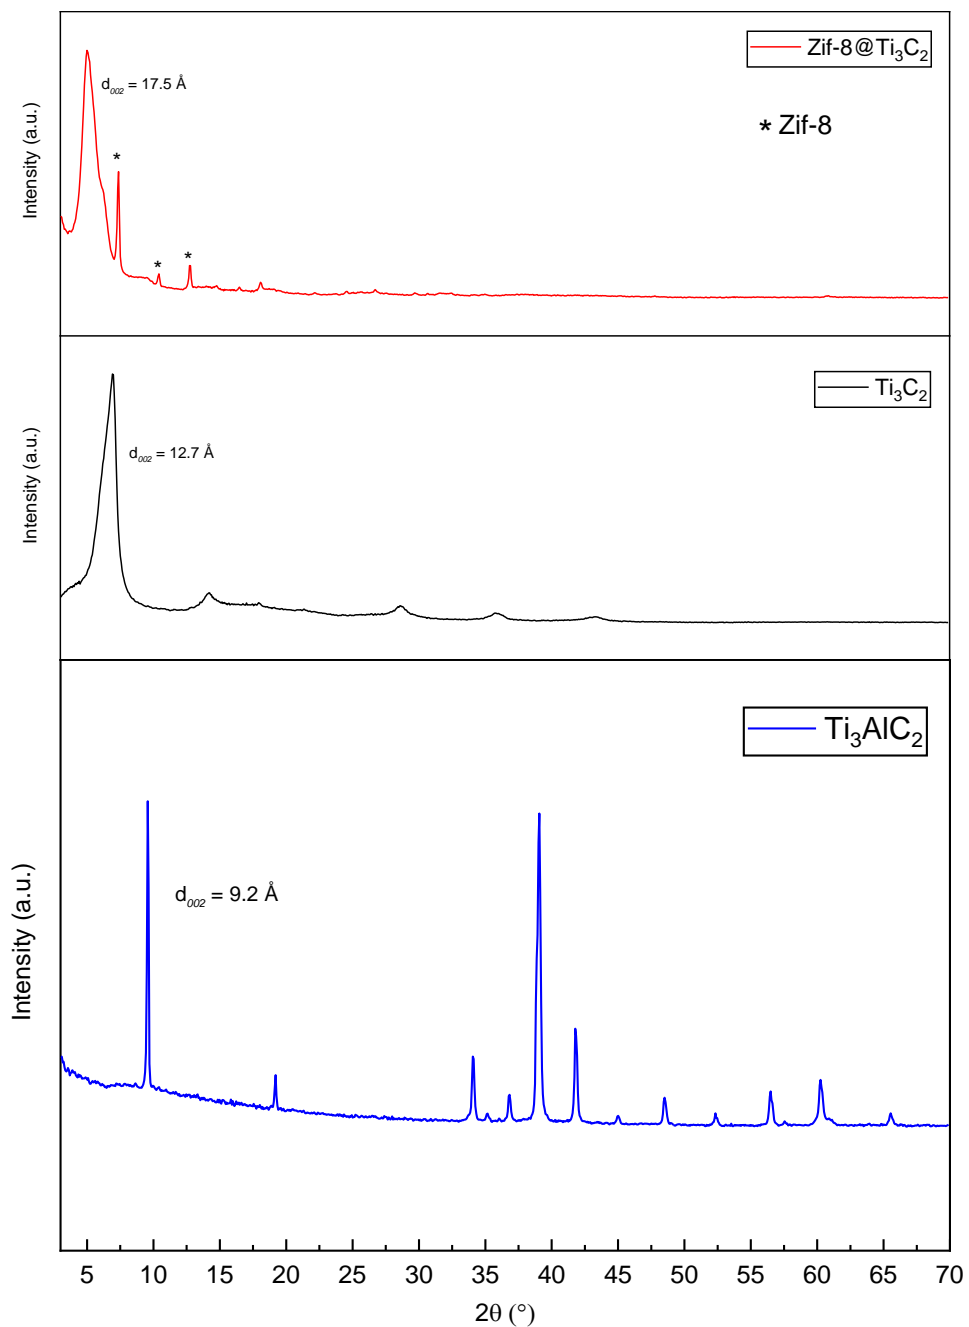 Zif-8@Ti₃C₂
d₀₀₂ = 17.5 Å
* Zif-8
*
*
*
Intensity (a.u.)
Ti₃C₂
d₀₀₂ = 12.7 Å
Intensity (a.u.)
Ti₃AlC₂
d₀₀₂ = 9.2 Å
Intensity (a.u.)
5 10 15 20 25 30 35 40 45 50 55 60 65 70
2θ (°)